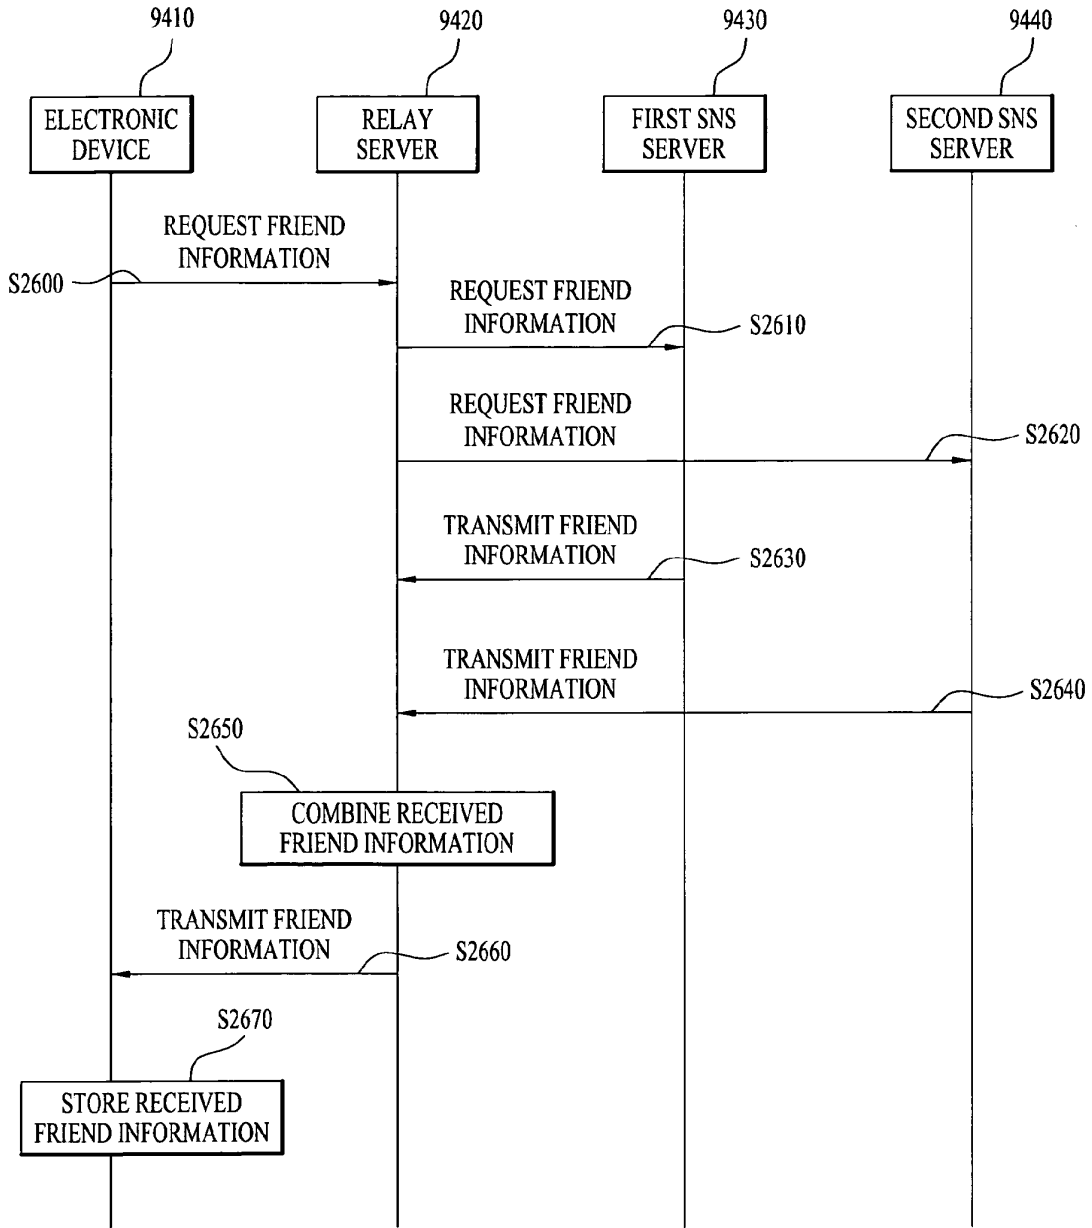 9410
9420
9430
9440
ELECTRONIC
DEVICE
RELAY
SERVER
FIRST SNS
SERVER
SECOND SNS
SERVER
REQUEST FRIEND
INFORMATION
S2600
REQUEST FRIEND
INFORMATION
S2610
REQUEST FRIEND
INFORMATION
S2620
TRANSMIT FRIEND
INFORMATION
S2630
TRANSMIT FRIEND
INFORMATION
S2640
S2650
COMBINE RECEIVED
FRIEND INFORMATION
TRANSMIT FRIEND
INFORMATION
S2660
S2670
STORE RECEIVED
FRIEND INFORMATION